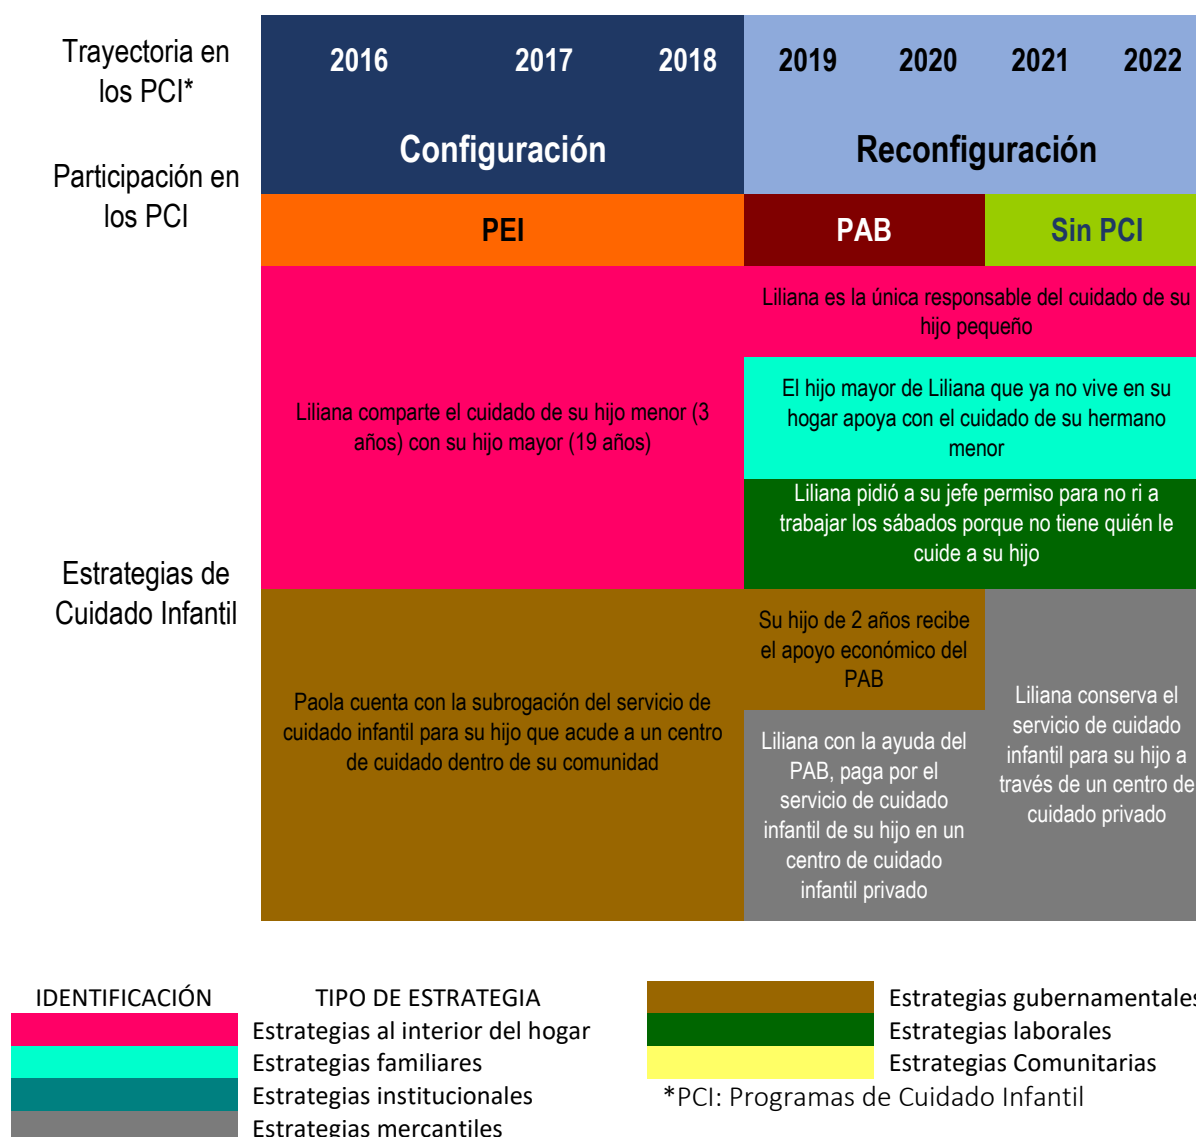 Trayectoria en
los PCI*
2016 2017 2018 2019 2020 2021 2022
Configuración Reconfiguración
Participación en
los PCI
PEI PAB Sin PCI
Estrategias de
Cuidado Infantil
Liliana comparte el cuidado de su hijo menor (3
años) con su hijo mayor (19 años)
Liliana es la única responsable del cuidado de su
hijo pequeño
El hijo mayor de Liliana que ya no vive en su
hogar apoya con el cuidado de su hermano
menor
Liliana pidió a su jefe permiso para no ri a
trabajar los sábados porque no tiene quién le
cuide a su hijo
Paola cuenta con la subrogación del servicio de
cuidado infantil para su hijo que acude a un centro
de cuidado dentro de su comunidad
Su hijo de 2 años recibe
el apoyo económico del
PAB
Liliana con la ayuda del
PAB, paga por el
servicio de cuidado
infantil de su hijo en un
centro de cuidado
infantil privado
Liliana conserva el
servicio de cuidado
infantil para su hijo a
través de un centro de
cuidado privado
IDENTIFICACIÓN TIPO DE ESTRATEGIA
Estrategias al interior del hogar
Estrategias familiares
Estrategias institucionales
Estrategias mercantiles
Estrategias gubernamentales
Estrategias laborales
Estrategias Comunitarias
*PCI: Programas de Cuidado Infantil